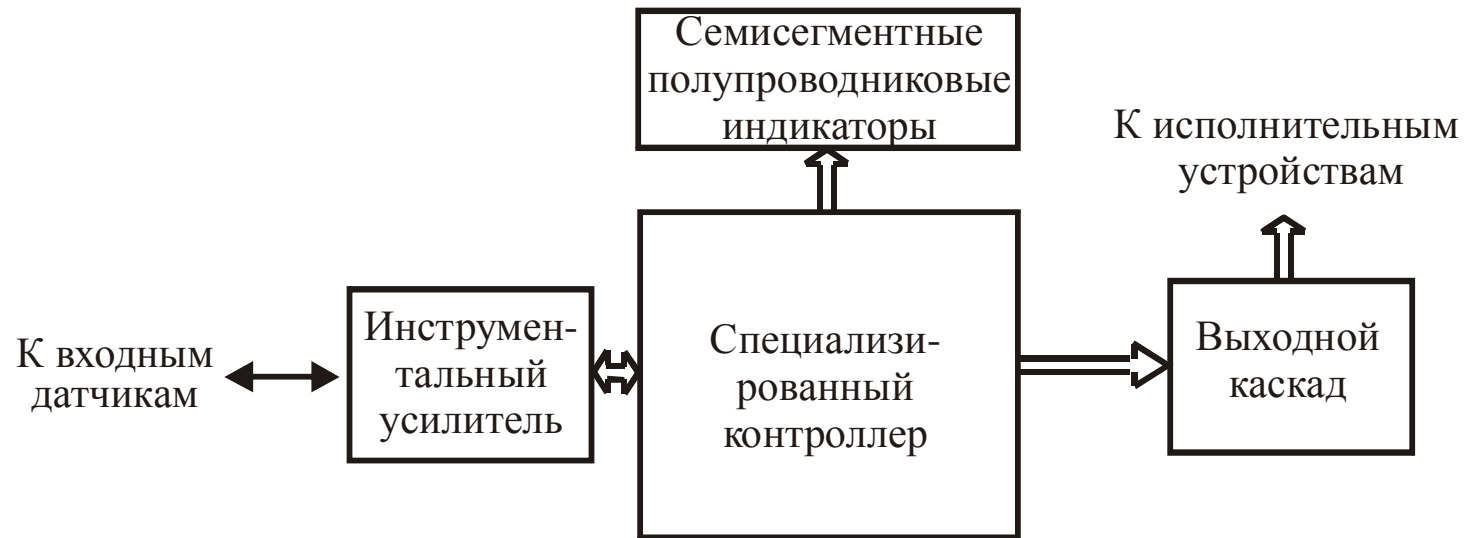 Семисегментные
полупроводниковые
индикаторы
К исполнительным
устройствам
К входным
датчикам
Инструмен-
тальный
усилитель
Специализи-
рованный
контроллер
Выходной
каскад